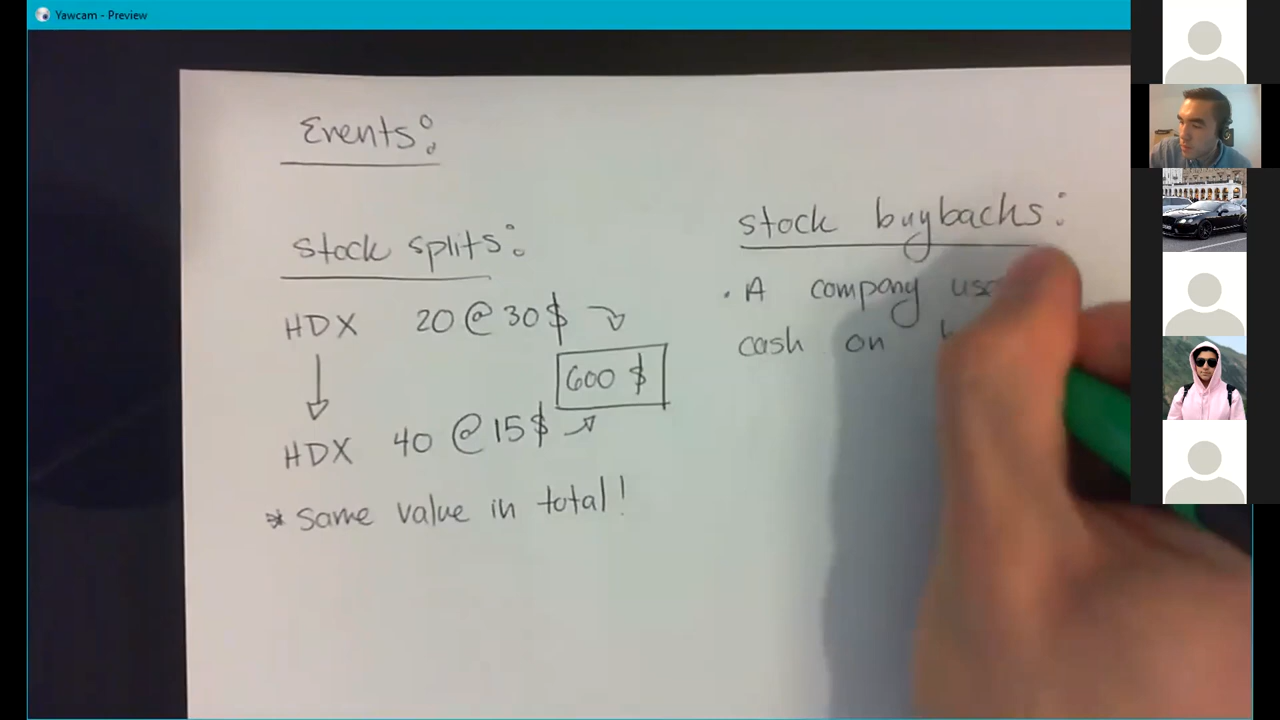 Yawcam - Preview
Events:
stock splits:
HDX 20 @ 30$
600 $
HDX 40 @ 15$
* same value in total!
stock buybacks:
• A company
cash on